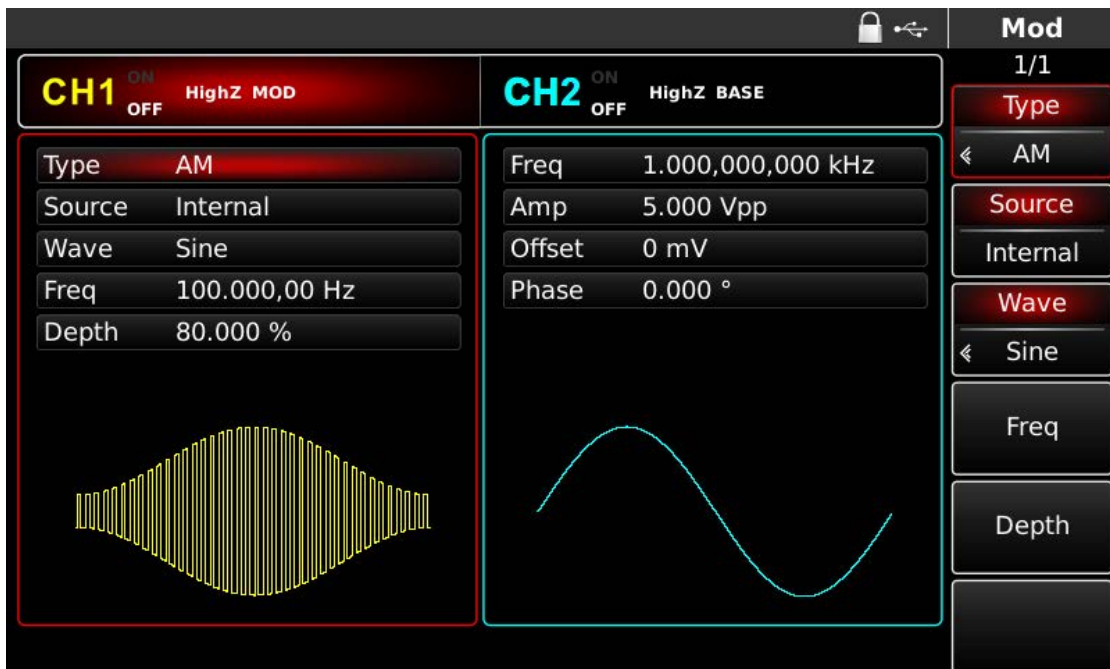 Mod
1/1
CH1 ON OFF HighZ MOD
CH2 ON OFF HighZ BASE
Type AM
Source Internal
Wave Sine
Freq 100.000,00 Hz
Depth 80.000 %
Freq 1.000,000,000 kHz
Amp 5.000 Vpp
Offset 0 mV
Phase 0.000 °
Type
AM
Source
Internal
Wave
Sine
Freq
Depth